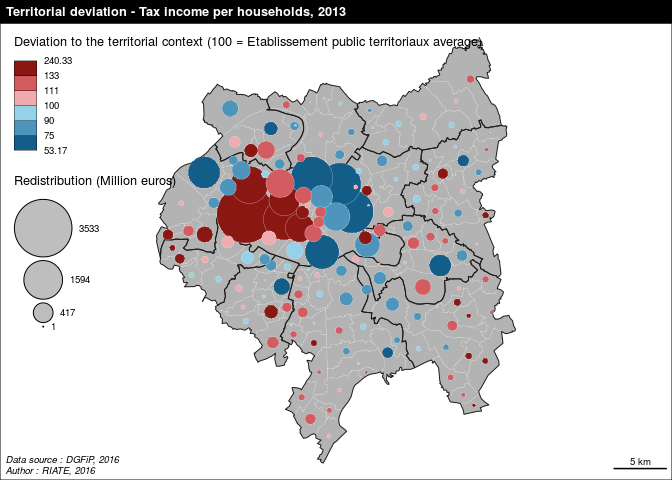 Territorial deviation - Tax income per households, 2013
Deviation to the territorial context (100 = Etablissement public territoriaux average)
240.33
133
111
100
90
75
53.17
Redistribution (Million euros)
3533
1594
417
1
Data source : DGFiP, 2016
Author : RIATE, 2016
5 km